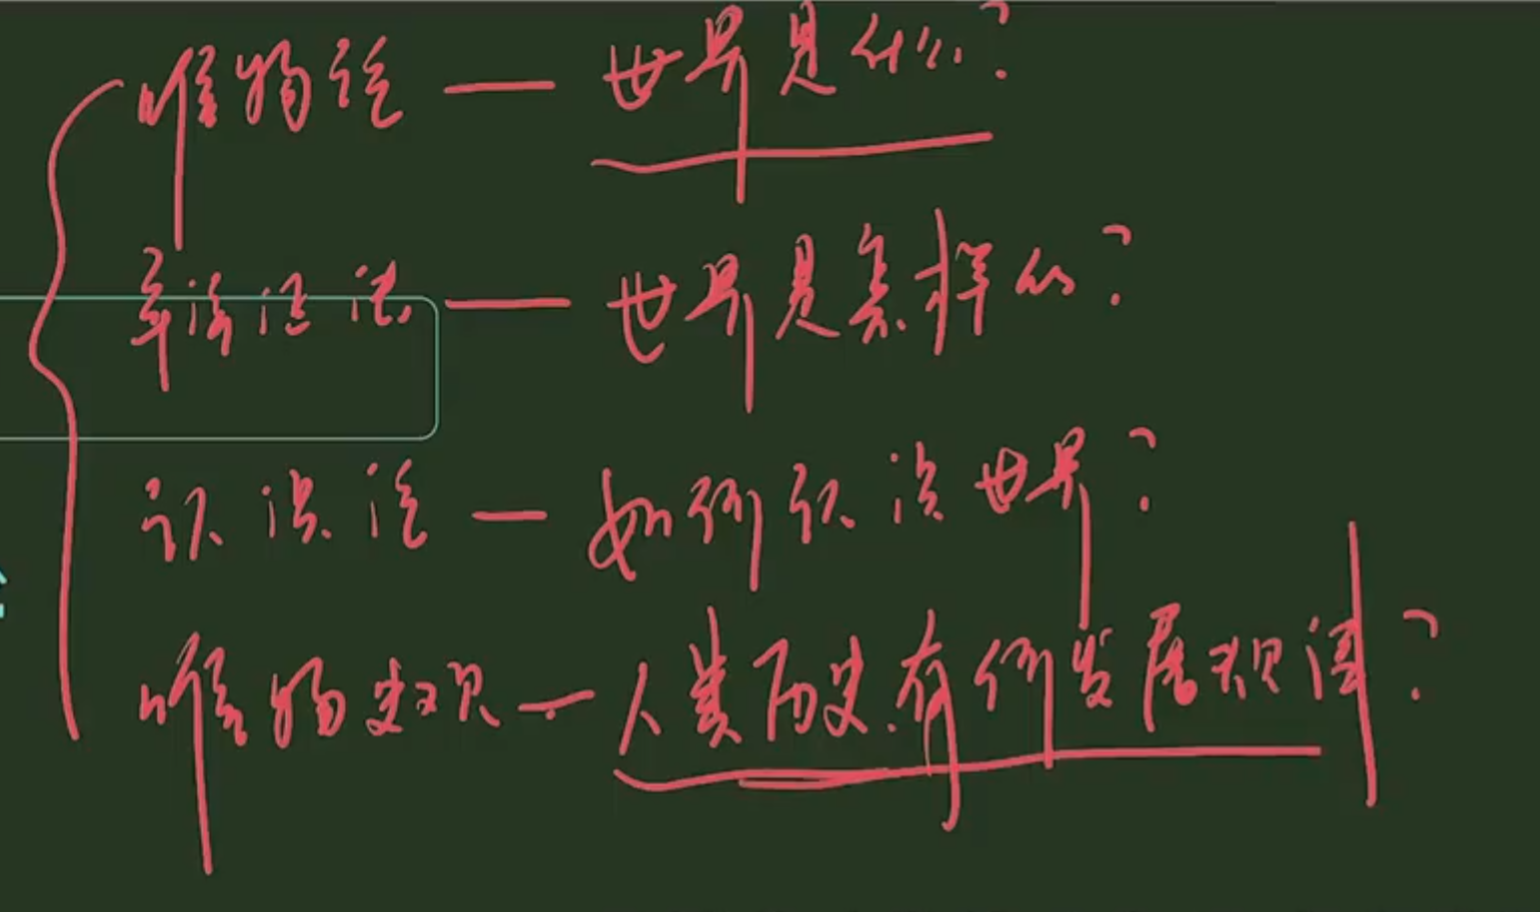 唯物论 — 世界是什么?
辩证法 — 世界是怎样的?
认识论 — 如何认识世界?
唯物史观 — 人类历史有何发展规律?